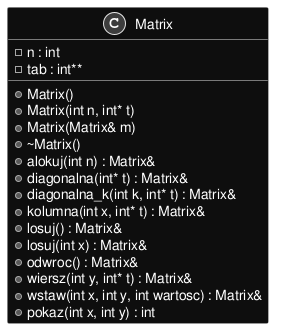 C Matrix
n : int
tab : int**
Matrix()
Matrix(int n, int* t)
Matrix(Matrix& m)
~Matrix()
alokuj(int n) : Matrix&
diagonalna(int* t) : Matrix&
diagonalna_k(int k, int* t) : Matrix&
kolumna(int x, int* t) : Matrix&
losuj() : Matrix&
losuj(int x) : Matrix&
odwroc() : Matrix&
wiersz(int y, int* t) : Matrix&
wstaw(int x, int y, int wartosc) : Matrix&
pokaz(int x, int y) : int